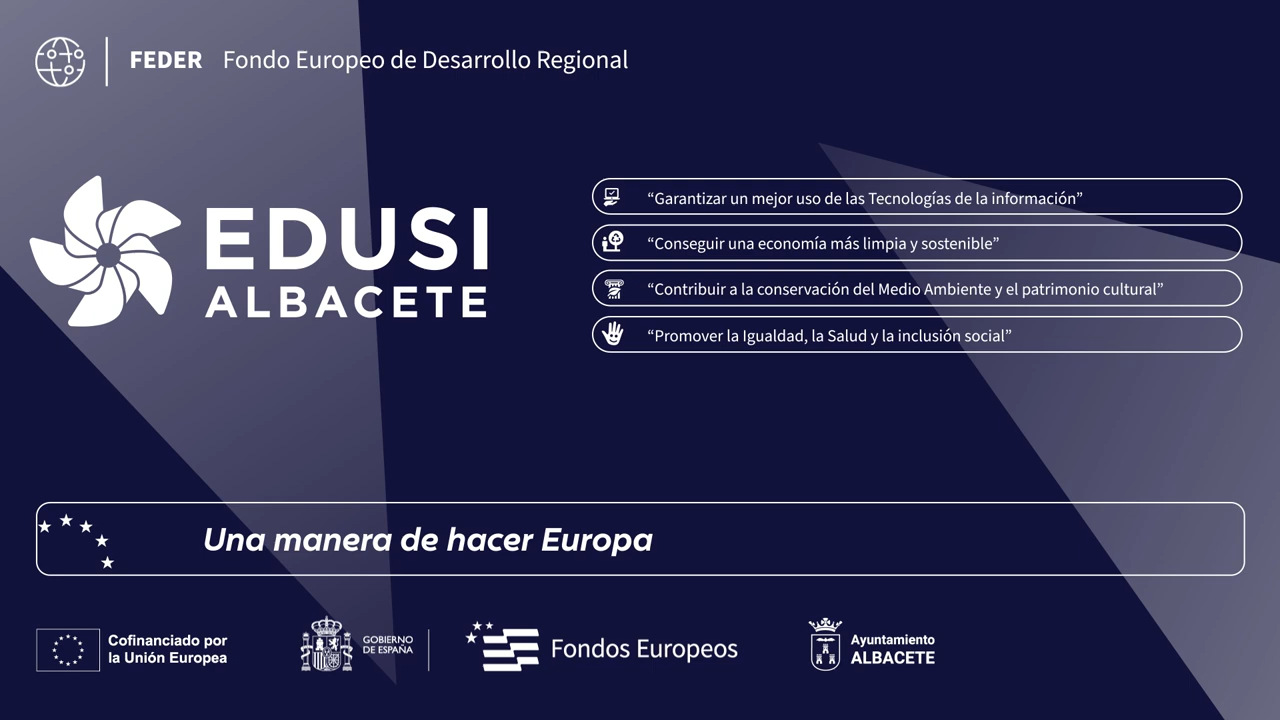 FEDER Fondo Europeo de Desarrollo Regional
EDUSI
ALBACETE
“Garantizar un mejor uso de las Tecnologías de la información”
“Conseguir una economía más limpia y sostenible”
“Contribuir a la conservación del Medio Ambiente y el patrimonio cultural”
“Promover la Igualdad, la Salud y la inclusión social”
Una manera de hacer Europa
Cofinanciado por
la Unión Europea
GOBIERNO
DE ESPAÑA
Fondos Europeos
Ayuntamiento
ALBACETE